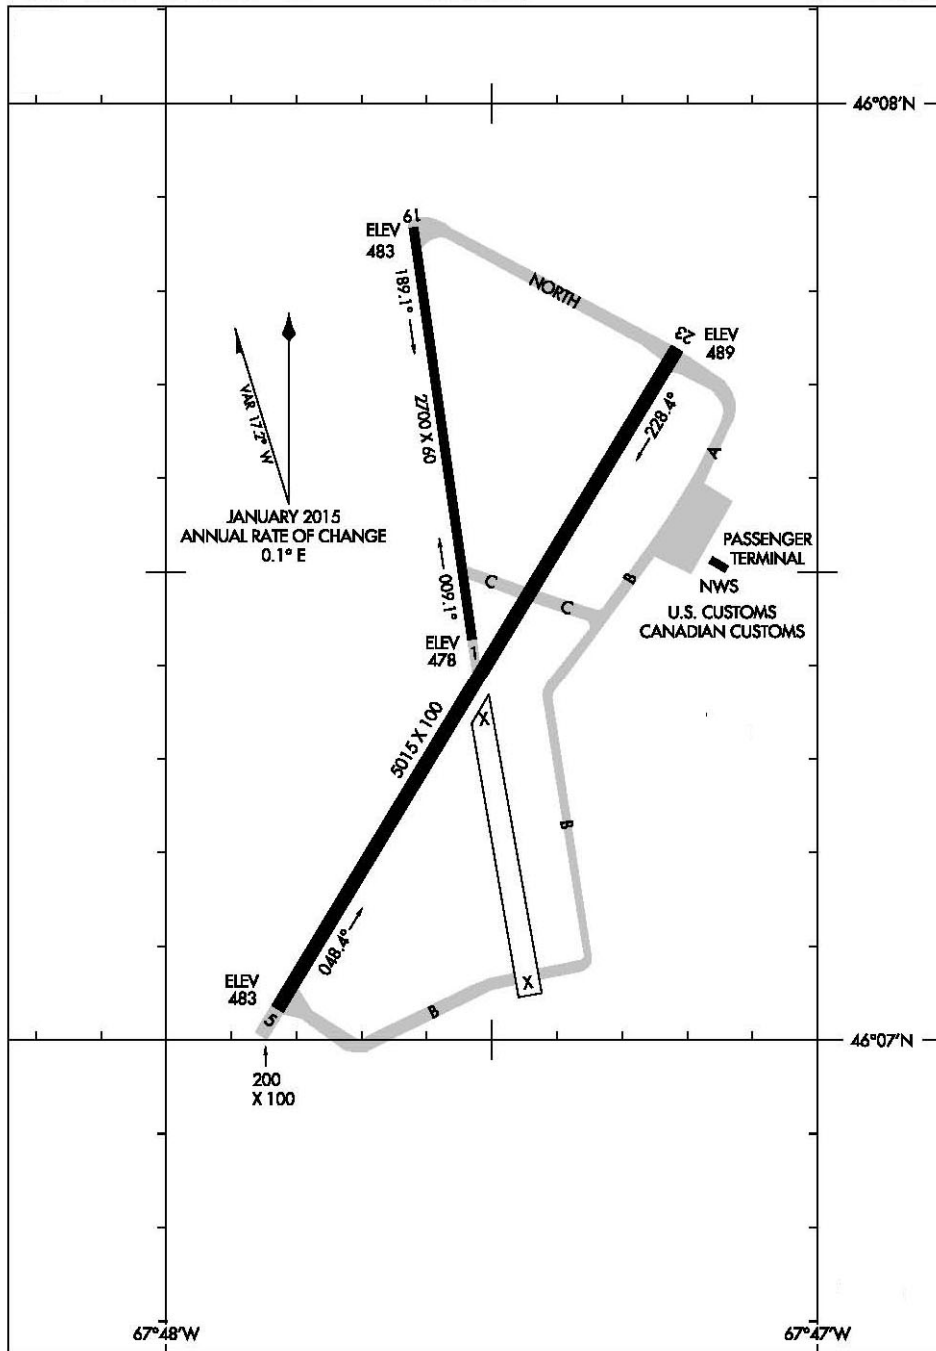 46°08'N
19
ELEV
483
189.1°
NORTH
23
ELEV
489
VAR 17.2° W
2700 X 60
228.4°
A
JANUARY 2015
ANNUAL RATE OF CHANGE
0.1° E
PASSENGER
TERMINAL
NWS
U.S. CUSTOMS
CANADIAN CUSTOMS
009.1°
C
C
B
ELEV
478
1
X
5015 X 100
B
048.4°
ELEV
483
5
X
B
46°07'N
200
X 100
67°48'W
67°47'W